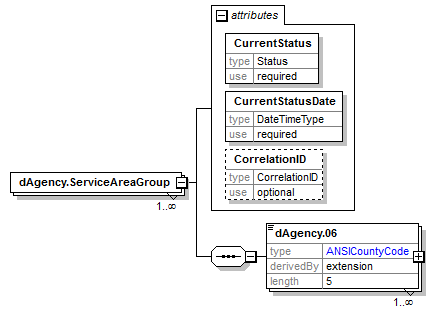 attributes
CurrentStatus
type Status
use required
CurrentStatusDate
type DateTimeType
use required
CorrelationID
type CorrelationID
use optional
dAgency.ServiceAreaGroup
1..∞
dAgency.06
type ANSICountyCode
derivedBy extension
length 5
1..∞